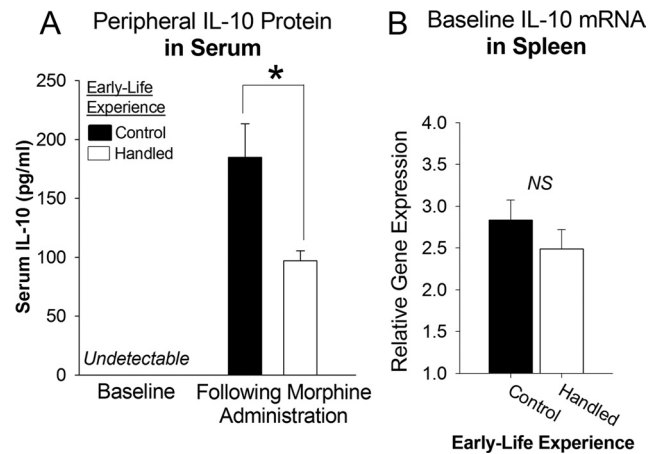 A
Peripheral IL-10 Protein
in Serum
Serum IL-10 (pg/ml)
250
200
150
100
50
0
Early-Life
Experience
Control
Handled
*
Undetectable
Baseline
Following Morphine
Administration
B
Baseline IL-10 mRNA
in Spleen
Relative Gene Expression
4.0
3.5
3.0
2.5
2.0
1.5
1.0
NS
Control
Handled
Early-Life Experience